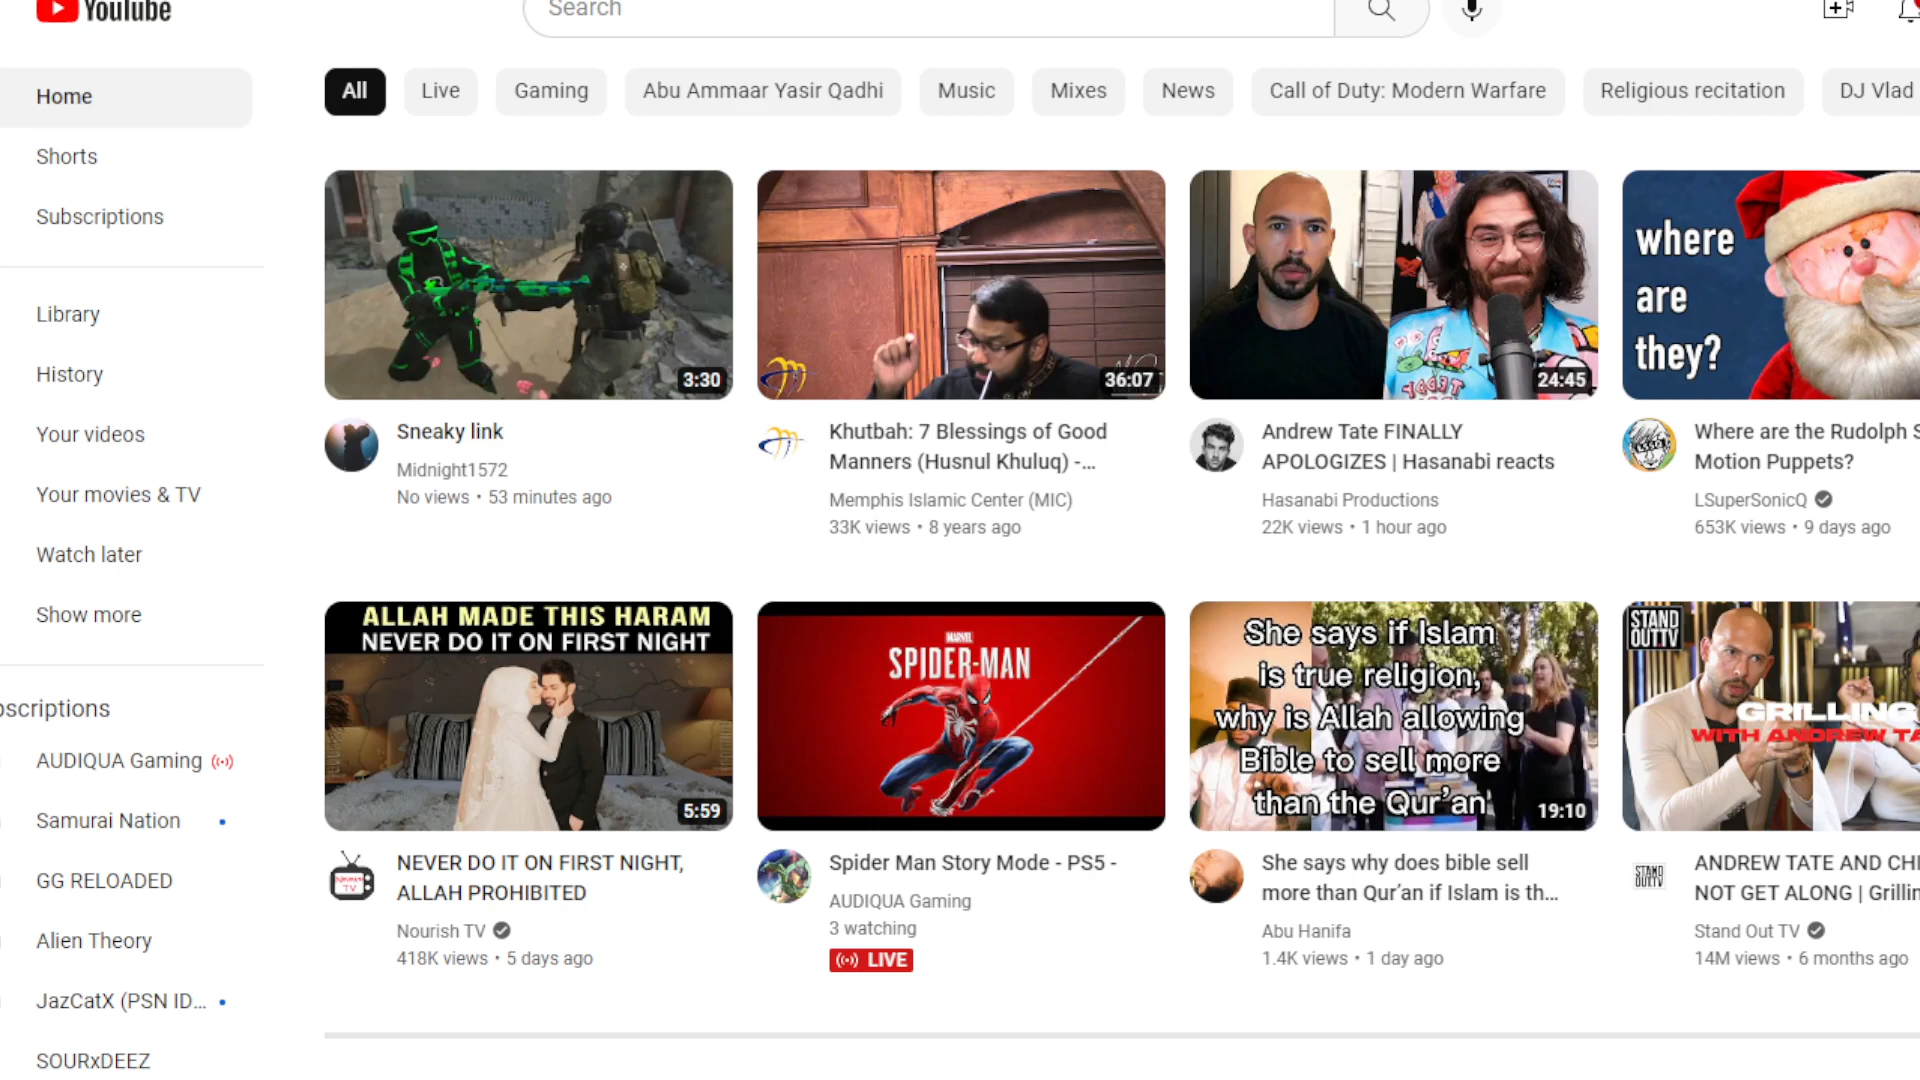 YouTube
Search
Home
Shorts
Subscriptions
Library
History
Your videos
Your movies & TV
Watch later
Show more
bscriptions
AUDIQUA Gaming
Samurai Nation
GG RELOADED
Alien Theory
JazCatX (PSN ID...
SOURxDEEZ
All
Live
Gaming
Abu Ammaar Yasir Qadhi
Music
Mixes
News
Call of Duty: Modern Warfare
Religious recitation
DJ Vlad
3:30
Sneaky link
Midnight1572
No views • 53 minutes ago
36:07
Khutbah: 7 Blessings of Good
Manners (Husnul Khuluq) -...
Memphis Islamic Center (MIC)
33K views • 8 years ago
24:45
Andrew Tate FINALLY
APOLOGIZES | Hasanabi reacts
Hasanabi Productions
22K views • 1 hour ago
where
are
they?
Where are the Rudolph S
Motion Puppets?
LSuperSonicQ
653K views • 9 days ago
ALLAH MADE THIS HARAM
NEVER DO IT ON FIRST NIGHT
5:59
NEVER DO IT ON FIRST NIGHT,
ALLAH PROHIBITED
Nourish TV
418K views • 5 days ago
MARVEL
SPIDER-MAN
Spider Man Story Mode - PS5 -
AUDIQUA Gaming
3 watching
LIVE
She says if Islam
is true religion,
why is Allah allowing
Bible to sell more
than the Qur'an
19:10
She says why does bible sell
more than Qur'an if Islam is th...
Abu Hanifa
1.4K views • 1 day ago
STAND
OUTTV
GRILLING
WITH ANDREW TA
STAND
OUTTV
ANDREW TATE AND CHI
NOT GET ALONG | Grillin
Stand Out TV
14M views • 6 months ago